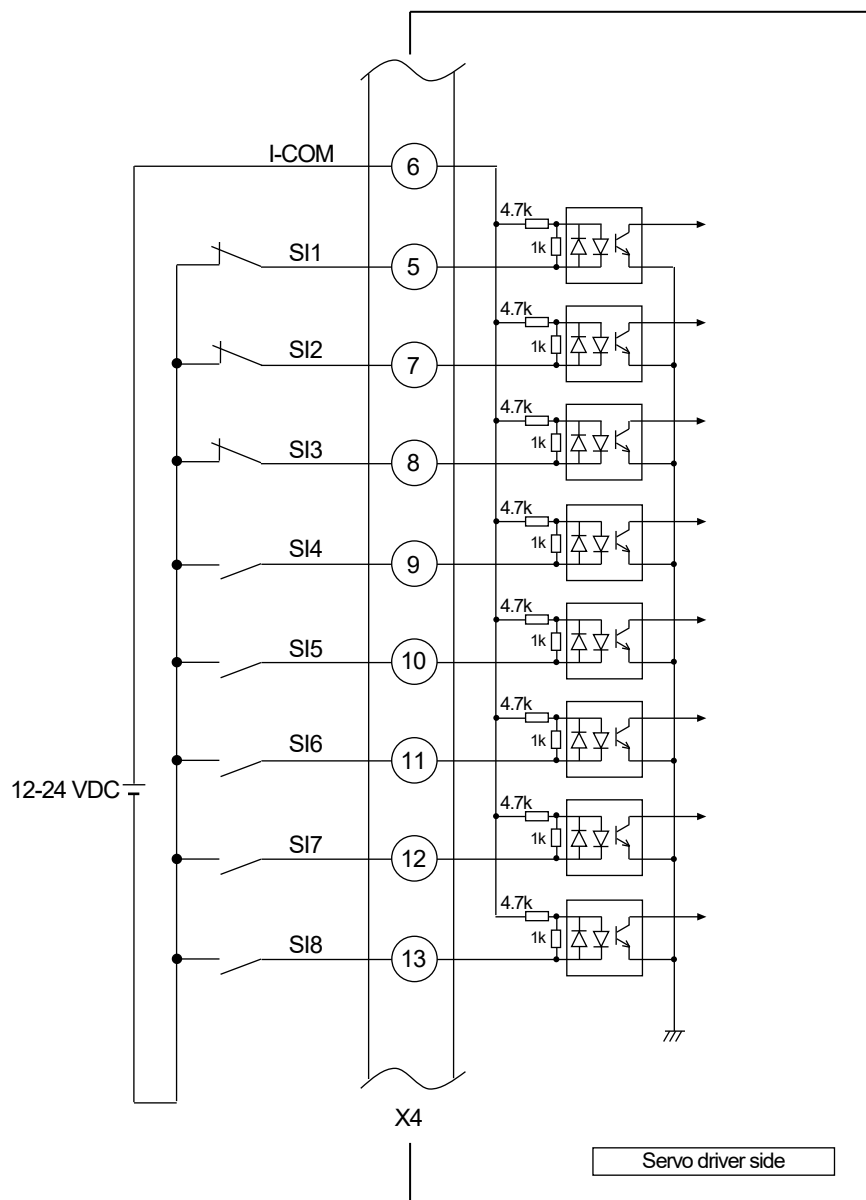 I-COM
6
4.7k
1k
SI1
5
4.7k
1k
SI2
7
4.7k
1k
SI3
8
4.7k
1k
SI4
9
4.7k
1k
SI5
10
4.7k
1k
SI6
11
12-24 VDC
4.7k
1k
SI7
12
4.7k
1k
SI8
13
X4
Servo driver side